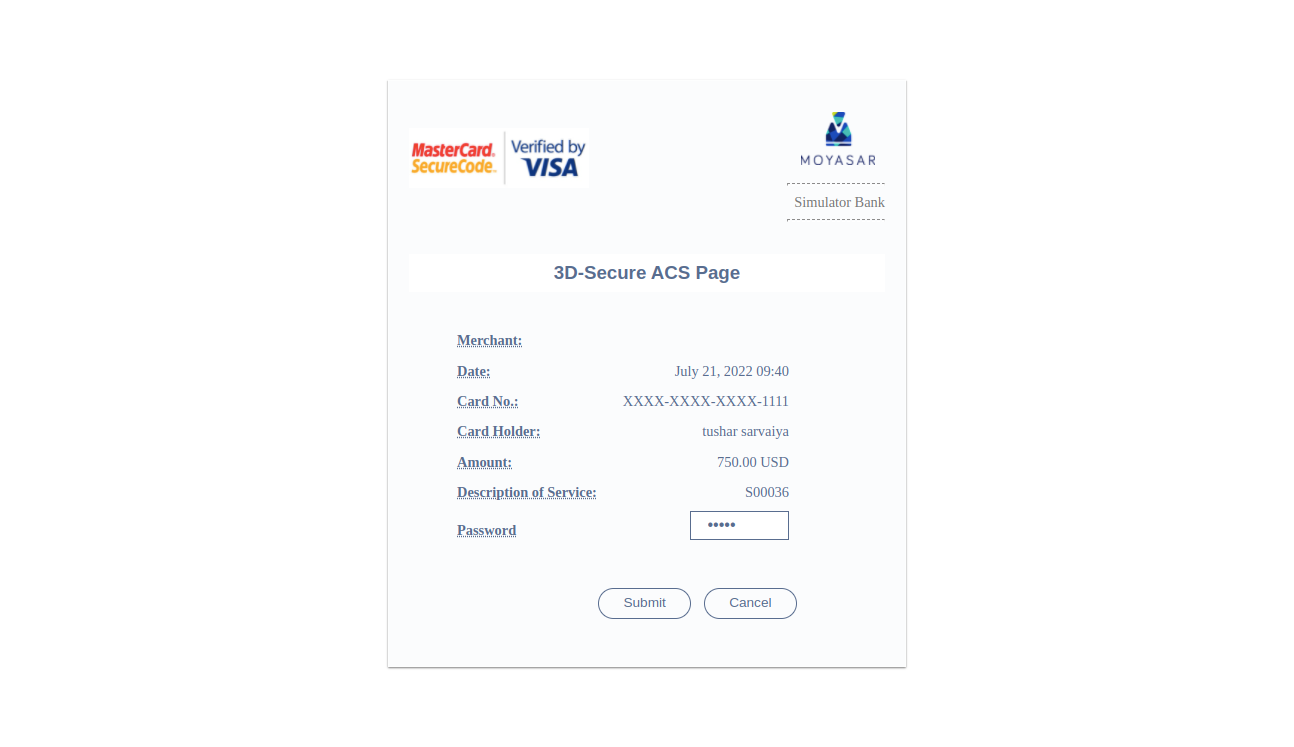 MasterCard. SecureCode.
Verified by VISA
MOYASAR
Simulator Bank
3D-Secure ACS Page
Merchant:
Date: July 21, 2022 09:40
Card No.: XXXX-XXXX-XXXX-1111
Card Holder: tushar sarvaiya
Amount: 750.00 USD
Description of Service: S00036
Password •••••
Submit Cancel